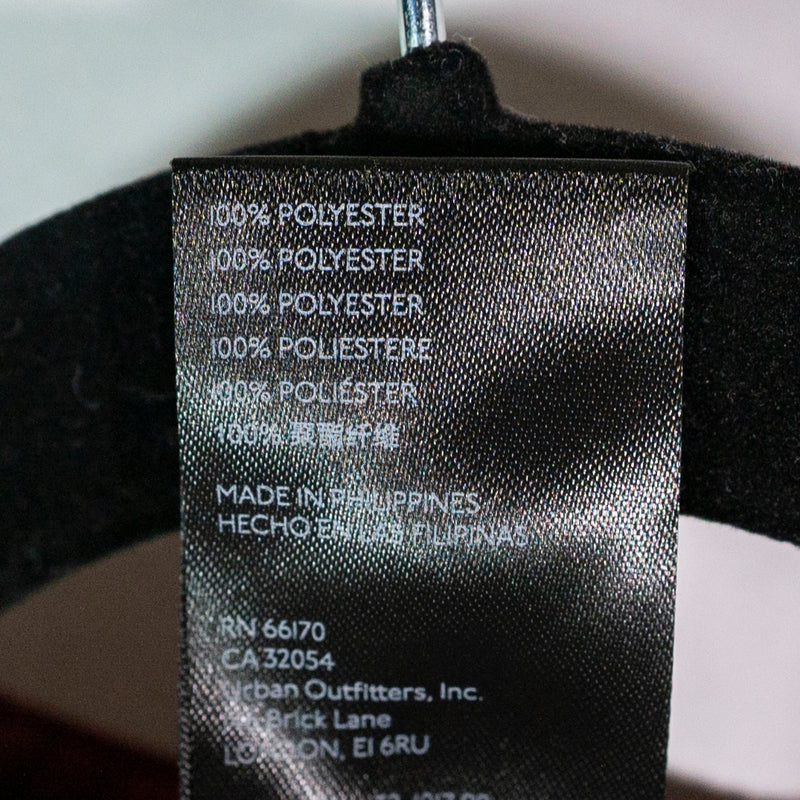 100% POLYESTER
100% POLYESTER
100% POLYESTER
100% POLIESTERE
100% POLIÉSTER
100% 聚酯纤维
MADE IN PHILIPPINES
HECHO EN LAS FILIPINAS
RN 66170
CA 32054
Urban Outfitters, Inc.
Brick Lane
LONDON, E1 6RU